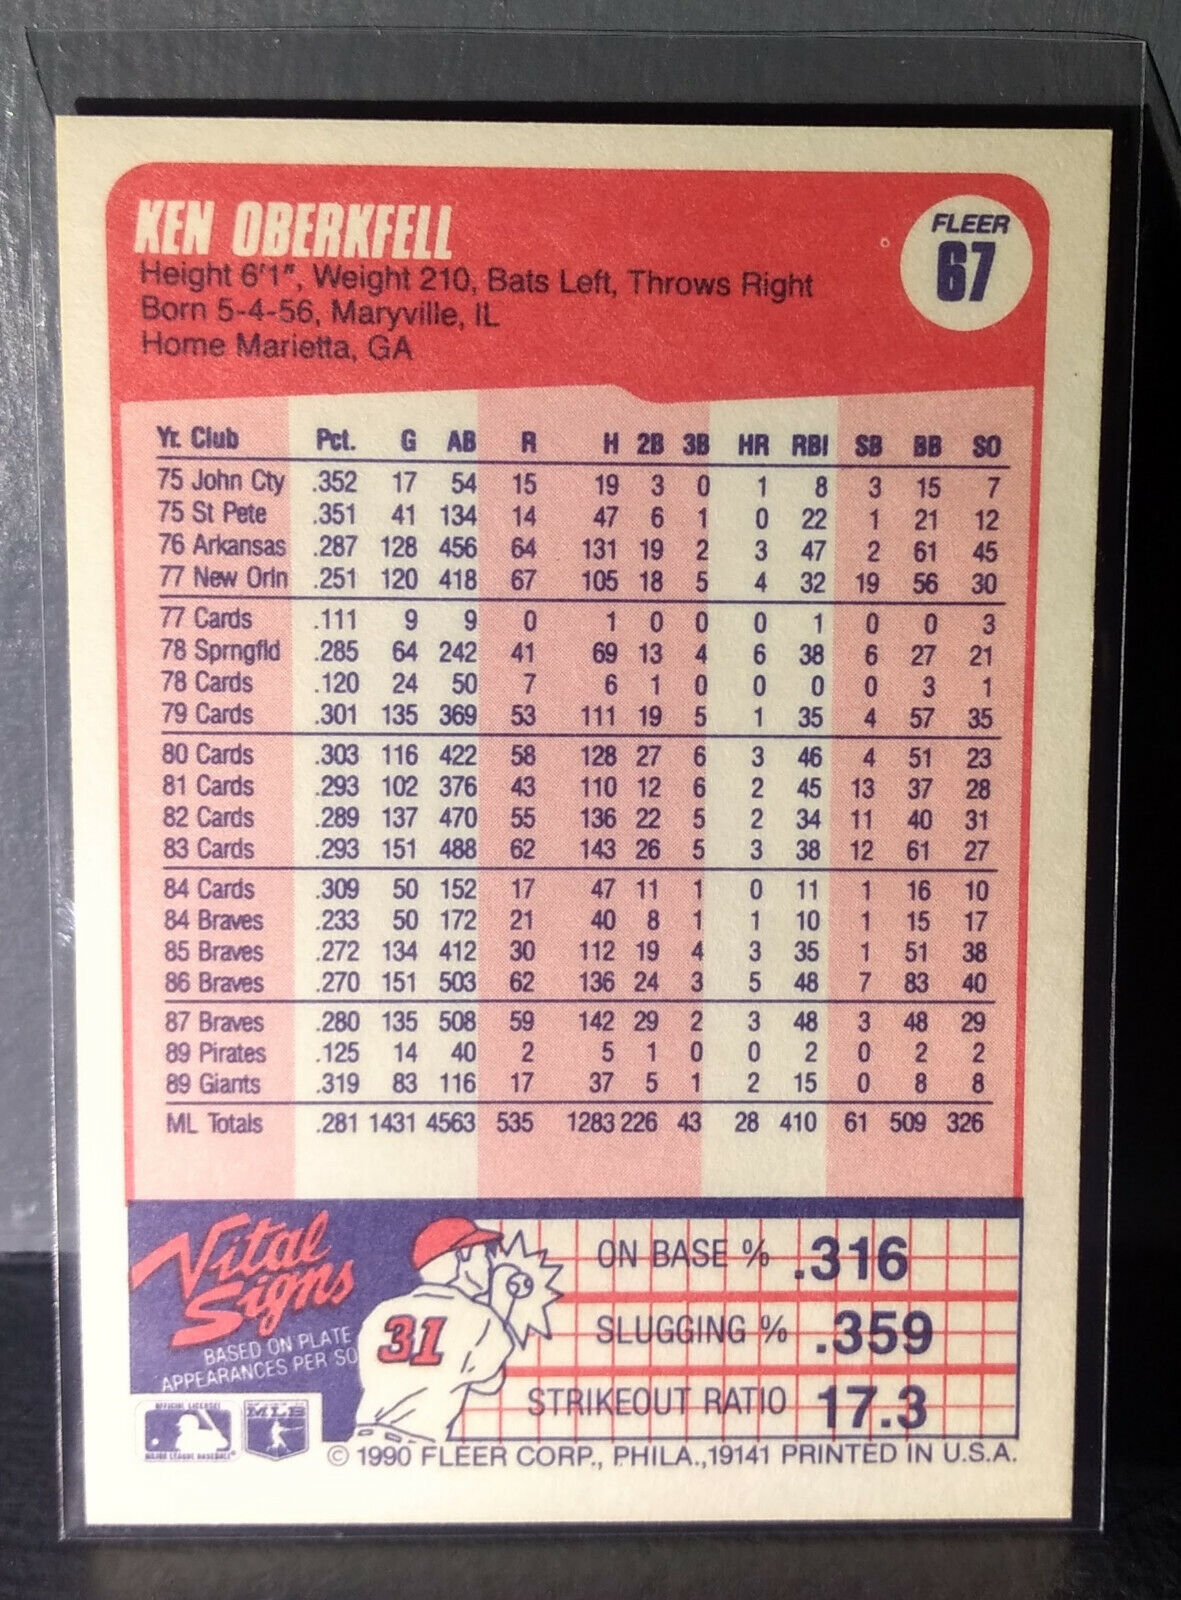 KEN OBERKFELL
FLEER
67
Height 6'1", Weight 210, Bats Left, Throws Right
Born 5-4-56, Maryville, IL
Home Marietta, GA
Yr. Club Pct. G AB R H 2B 3B HR RBI SB BB SO
75 John Cty .352 17 54 15 19 3 0 1 8 3 15 7
75 St Pete .351 41 134 14 47 6 1 0 22 1 21 12
76 Arkansas .287 128 456 64 131 19 2 3 47 2 61 45
77 New Orln .251 120 418 67 105 18 5 4 32 19 56 30
77 Cards .111 9 9 0 1 0 0 0 1 0 0 3
78 Sprngfld .285 64 242 41 69 13 4 6 38 6 27 21
78 Cards .120 24 50 7 6 1 0 0 0 0 3 1
79 Cards .301 135 369 53 111 19 5 1 35 4 57 35
80 Cards .303 116 422 58 128 27 6 3 46 4 51 23
81 Cards .293 102 376 43 110 12 6 2 45 13 37 28
82 Cards .289 137 470 55 136 22 5 2 34 11 40 31
83 Cards .293 151 488 62 143 26 5 3 38 12 61 27
84 Cards .309 50 152 17 47 11 1 0 11 1 16 10
84 Braves .233 50 172 21 40 8 1 1 10 1 15 17
85 Braves .272 134 412 30 112 19 4 3 35 1 51 38
86 Braves .270 151 503 62 136 24 3 5 48 7 83 40
87 Braves .280 135 508 59 142 29 2 3 48 3 48 29
89 Pirates .125 14 40 2 5 1 0 0 2 0 2 2
89 Giants .319 83 116 17 37 5 1 2 15 0 8 8
ML Totals .281 1431 4563 535 1283 226 43 28 410 61 509 326
Vital
Signs
BASED ON PLATE
APPEARANCES PER SO
31
ON BASE % .316
SLUGGING % .359
STRIKEOUT RATIO 17.3
OFFICIAL LICENSEE
MAJOR LEAGUE BASEBALL
© 1990 FLEER CORP., PHILA.,19141 PRINTED IN U.S.A.